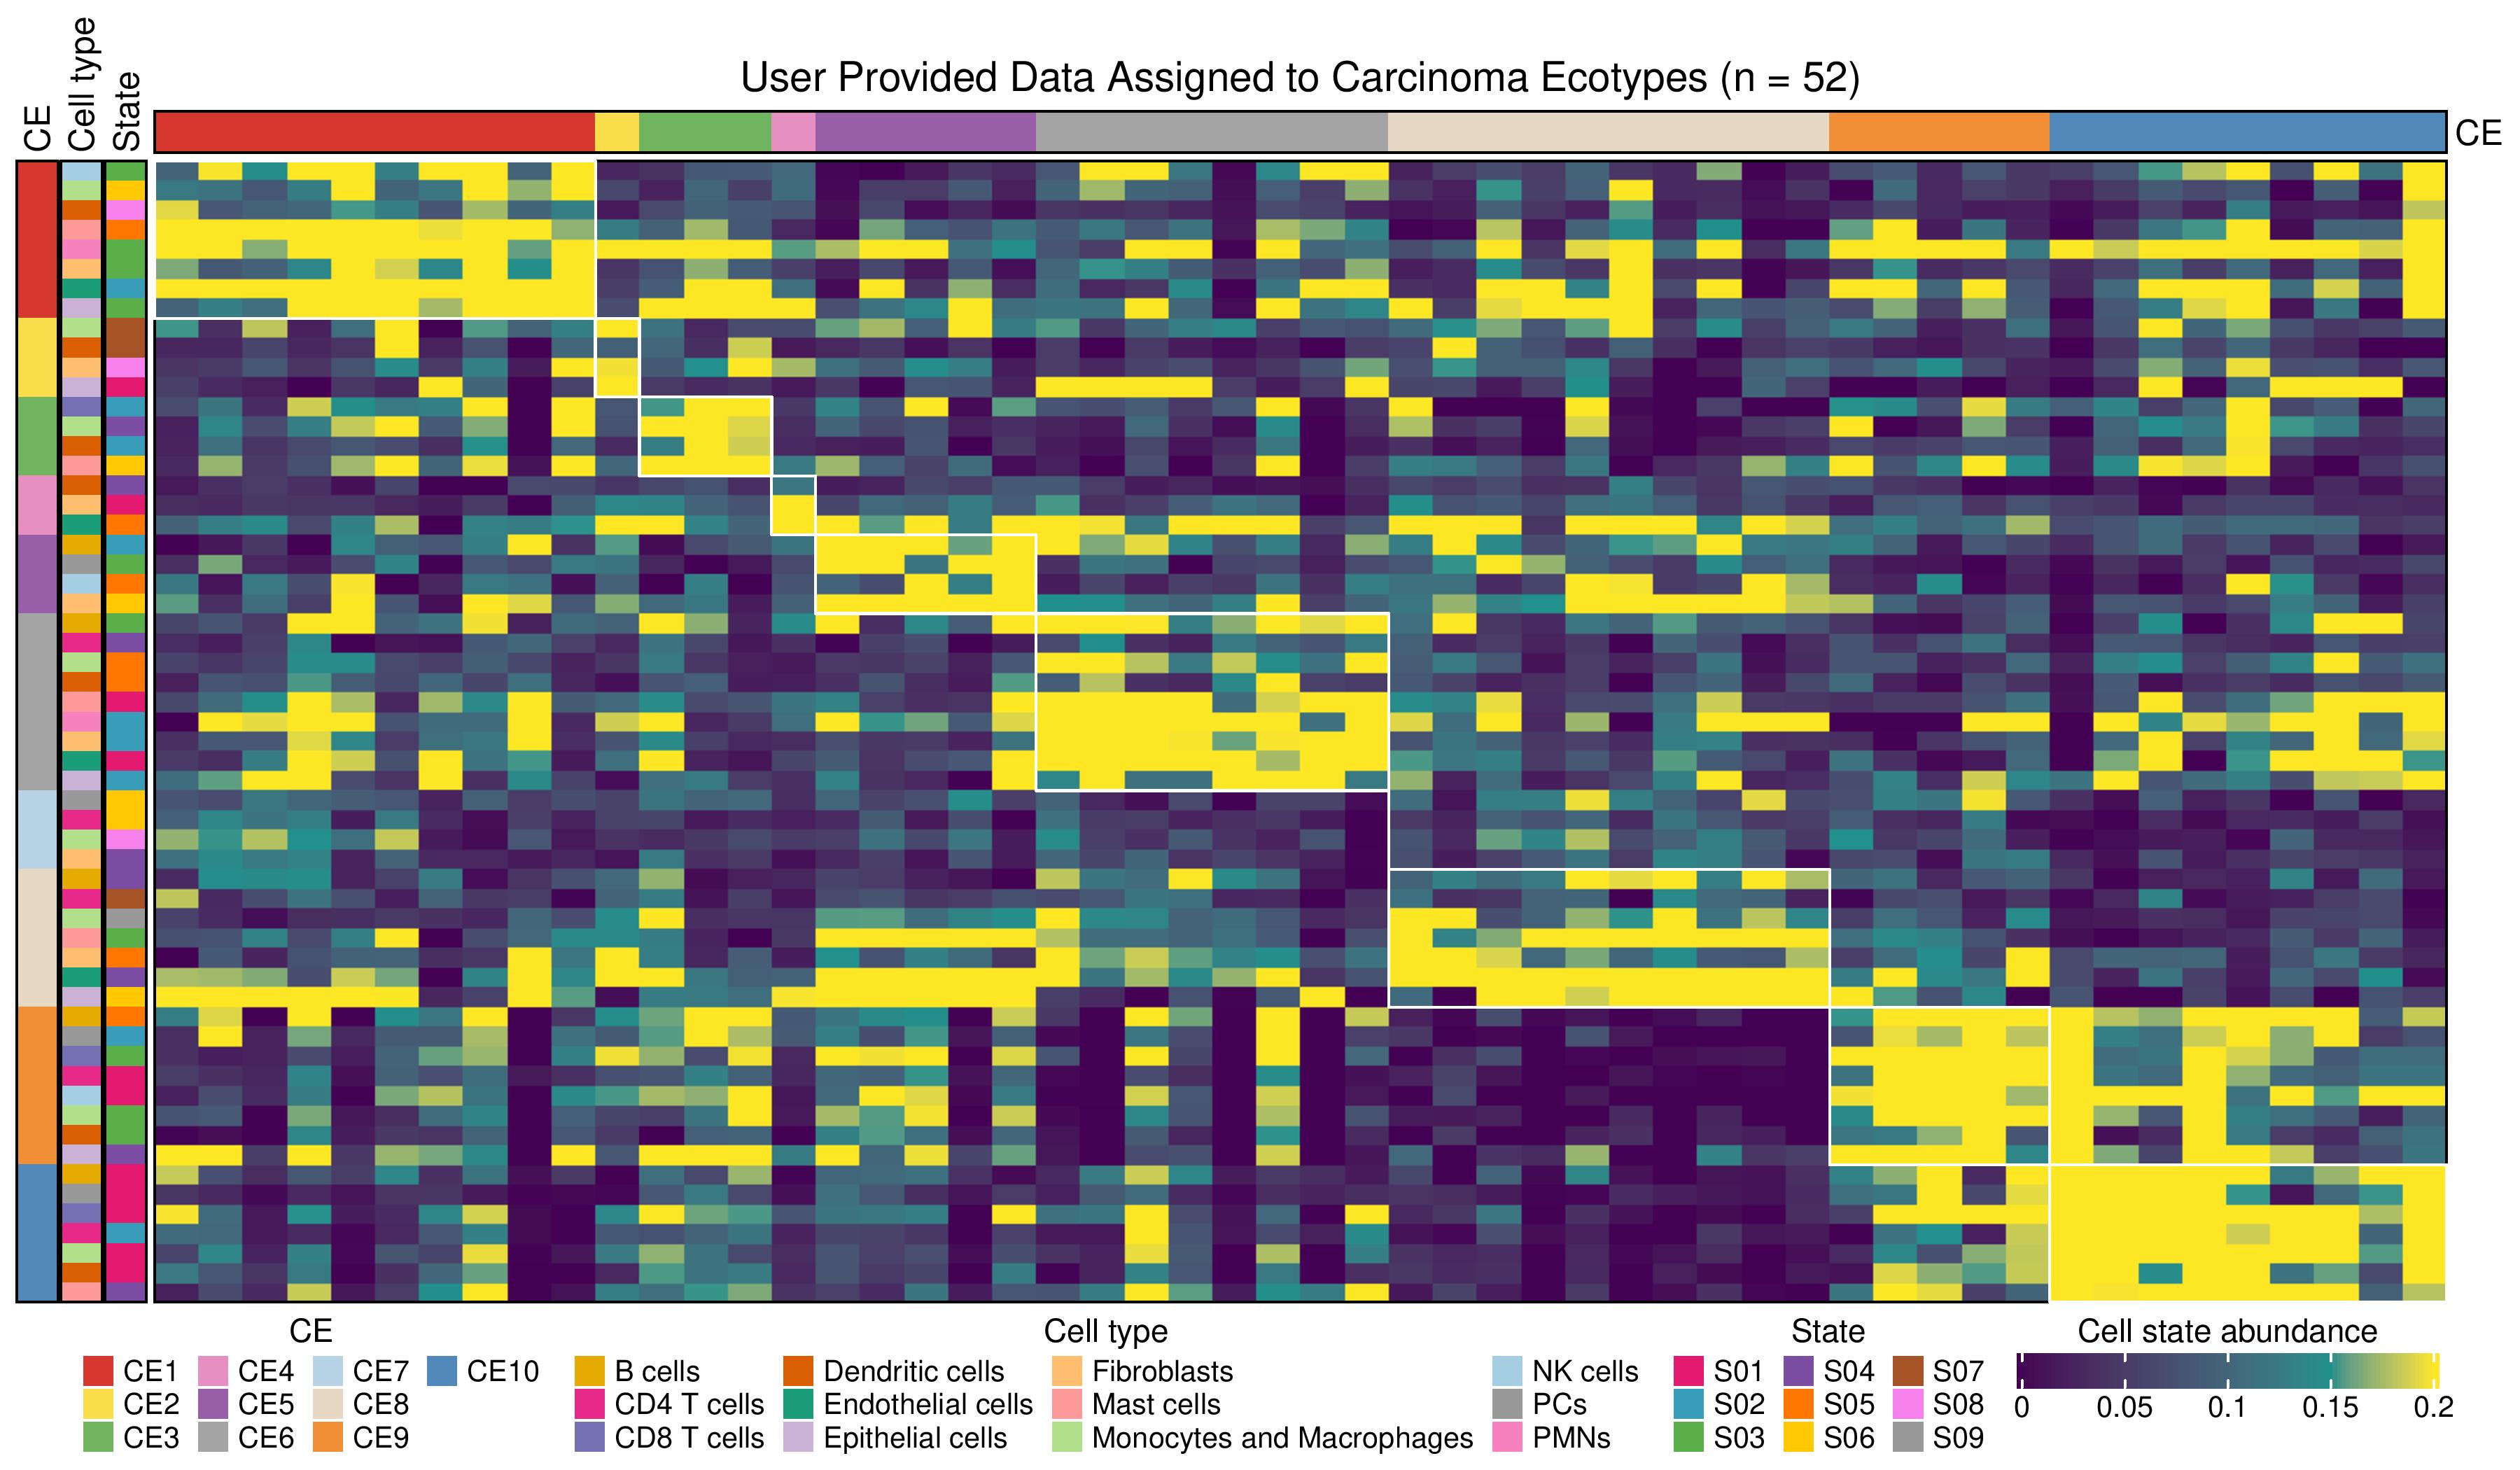 CE
Cell type
State
User Provided Data Assigned to Carcinoma Ecotypes (n = 52)
CE
CE
CE1
CE2
CE3
CE4
CE5
CE6
CE7
CE8
CE9
CE10
Cell type
B cells
CD4 T cells
CD8 T cells
Dendritic cells
Endothelial cells
Epithelial cells
Fibroblasts
Mast cells
Monocytes and Macrophages
NK cells
PCs
PMNs
State
S01
S02
S03
S04
S05
S06
S07
S08
S09
Cell state abundance
0 0.05 0.1 0.15 0.2